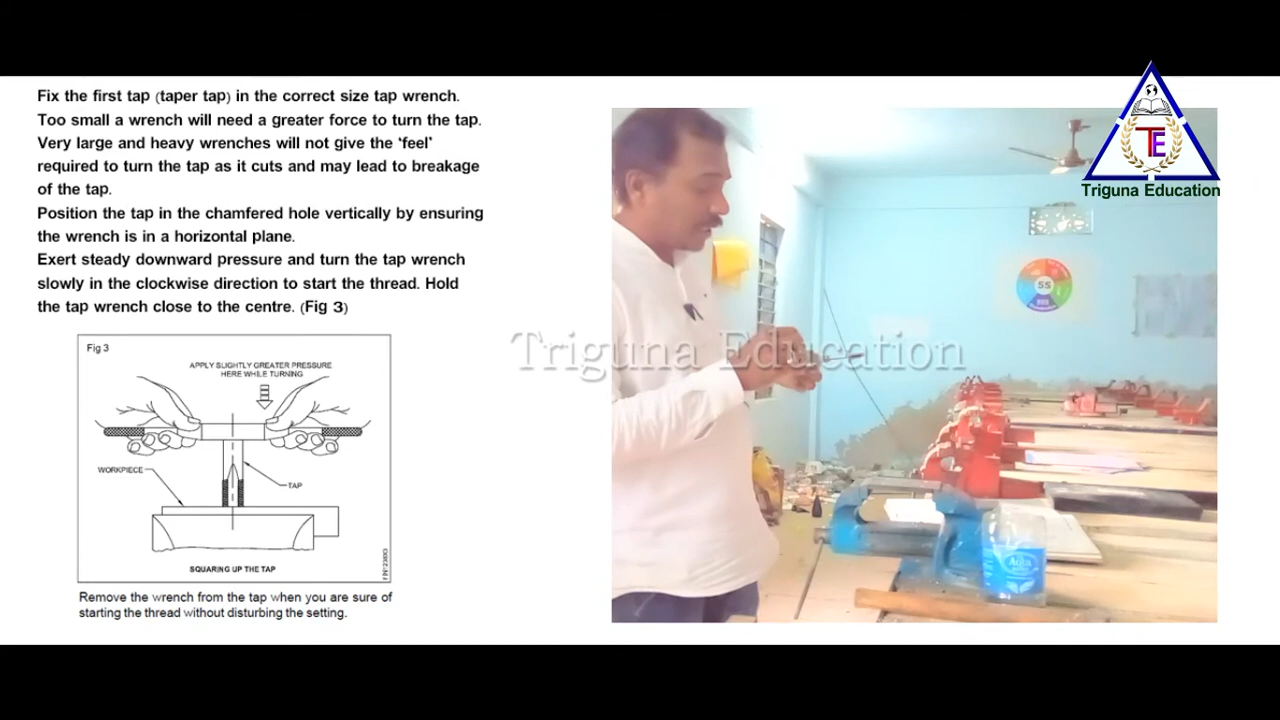 Fix the first tap (taper tap) in the correct size tap wrench.
Too small a wrench will need a greater force to turn the tap.
Very large and heavy wrenches will not give the ‘feel’
required to turn the tap as it cuts and may lead to breakage
of the tap.
Position the tap in the chamfered hole vertically by ensuring
the wrench is in a horizontal plane.
Exert steady downward pressure and turn the tap wrench
slowly in the clockwise direction to start the thread. Hold
the tap wrench close to the centre. (Fig 3)
Fig 3
APPLY SLIGHTLY GREATER PRESSURE
HERE WHILE TURNING
WORKPIECE
TAP
SQUARING UP THE TAP
Remove the wrench from the tap when you are sure of
starting the thread without disturbing the setting.
TE
Triguna Education
Triguna Education
5S
Aqua